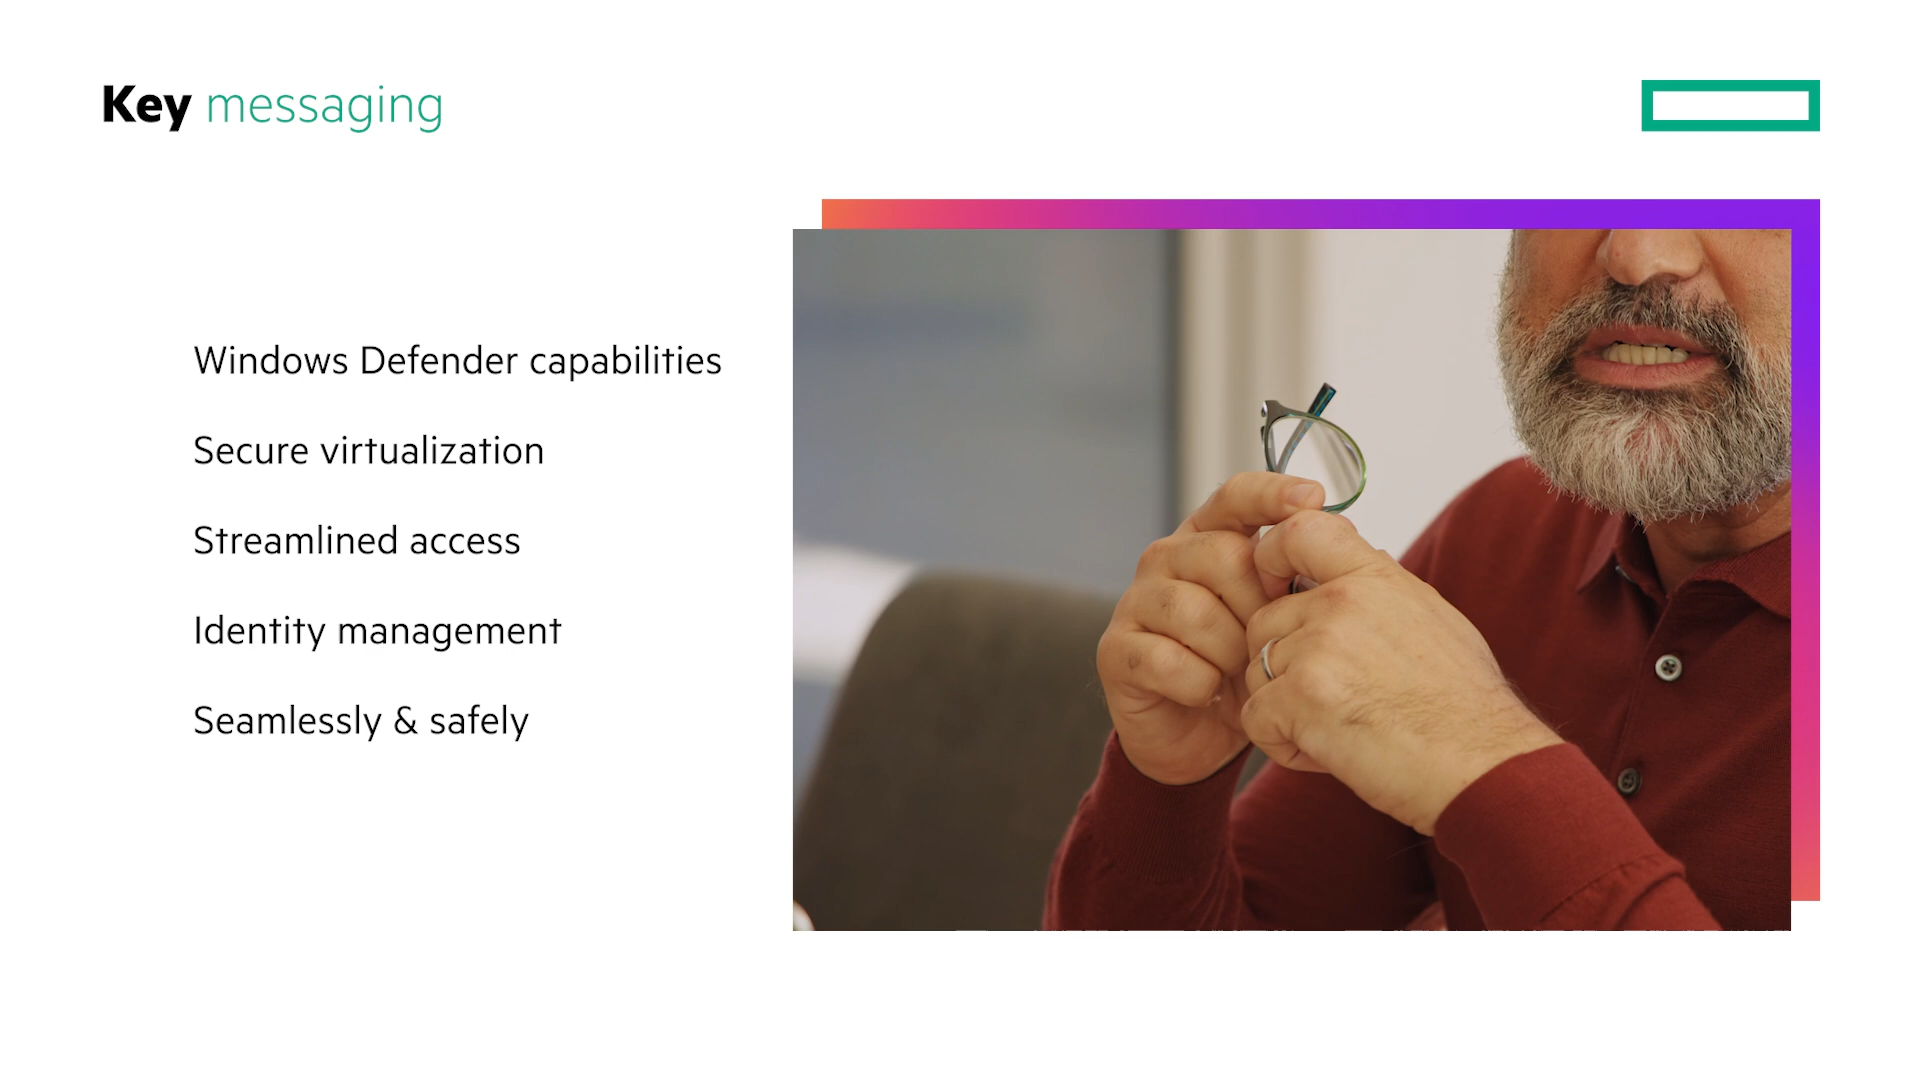 Key messaging
Windows Defender capabilities
Secure virtualization
Streamlined access
Identity management
Seamlessly & safely